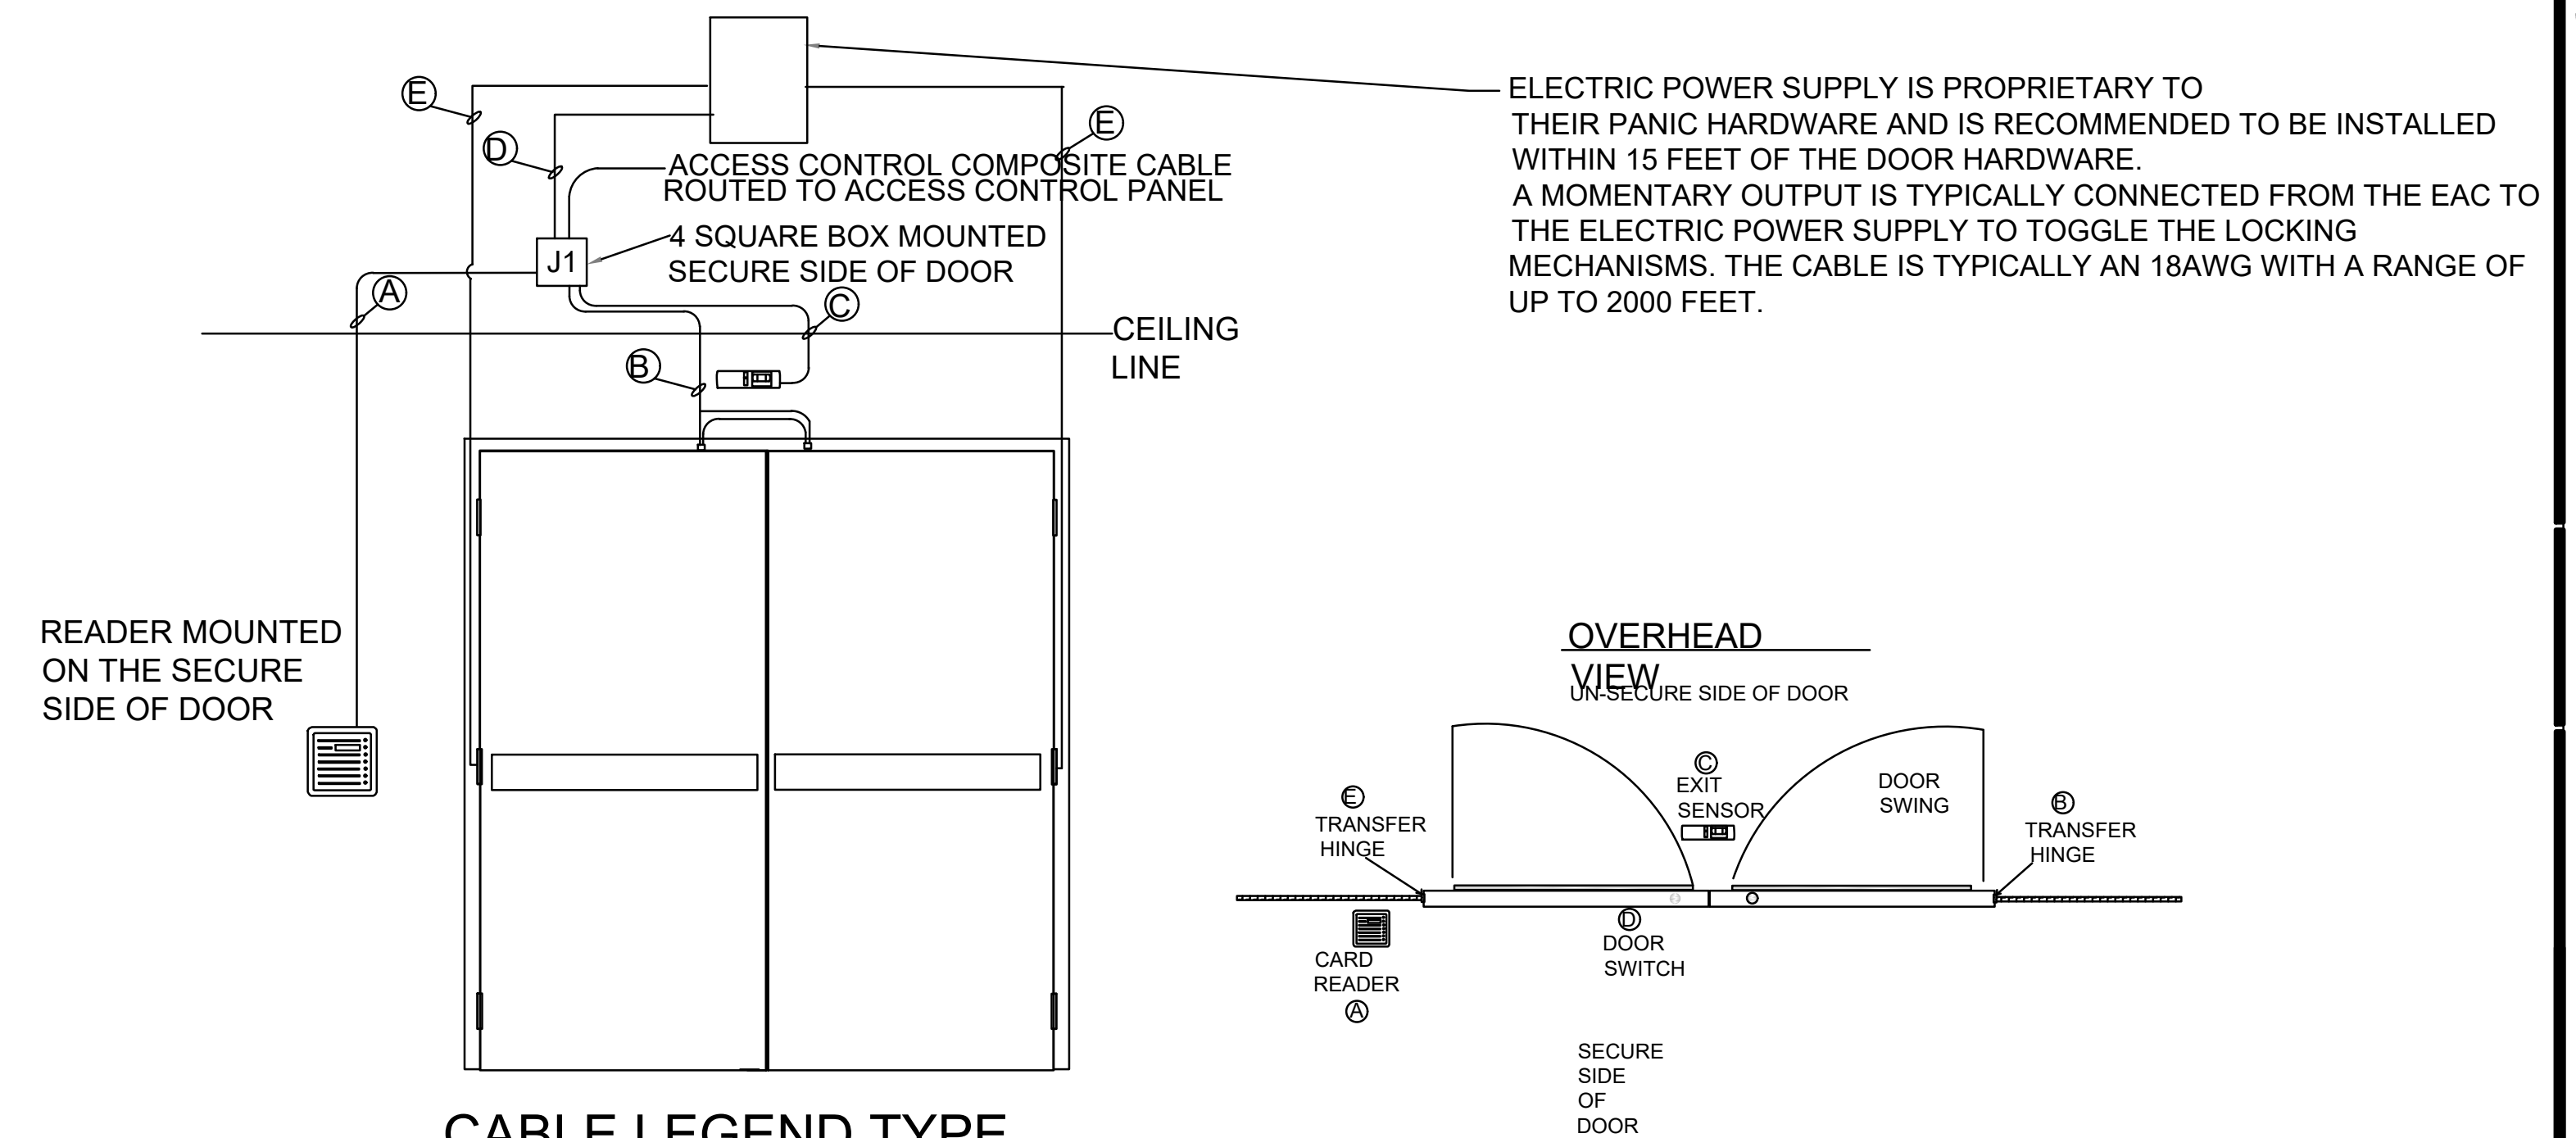 E
D
E
ACCESS CONTROL COMPOSITE CABLE
ROUTED TO ACCESS CONTROL PANEL
J1
4 SQUARE BOX MOUNTED
SECURE SIDE OF DOOR
A
C
B
CEILING
LINE
ELECTRIC POWER SUPPLY IS PROPRIETARY TO
THEIR PANIC HARDWARE AND IS RECOMMENDED TO BE INSTALLED
WITHIN 15 FEET OF THE DOOR HARDWARE.
A MOMENTARY OUTPUT IS TYPICALLY CONNECTED FROM THE EAC TO
THE ELECTRIC POWER SUPPLY TO TOGGLE THE LOCKING
MECHANISMS. THE CABLE IS TYPICALLY AN 18AWG WITH A RANGE OF
UP TO 2000 FEET.
READER MOUNTED
ON THE SECURE
SIDE OF DOOR
OVERHEAD
VIEW
UN-SECURE SIDE OF DOOR
C
EXIT
SENSOR
DOOR
SWING
E
TRANSFER
HINGE
B
TRANSFER
HINGE
D
DOOR
SWITCH
CARD
READER
A
SECURE
SIDE
OF
DOOR
CABLE LEGEND TYPE